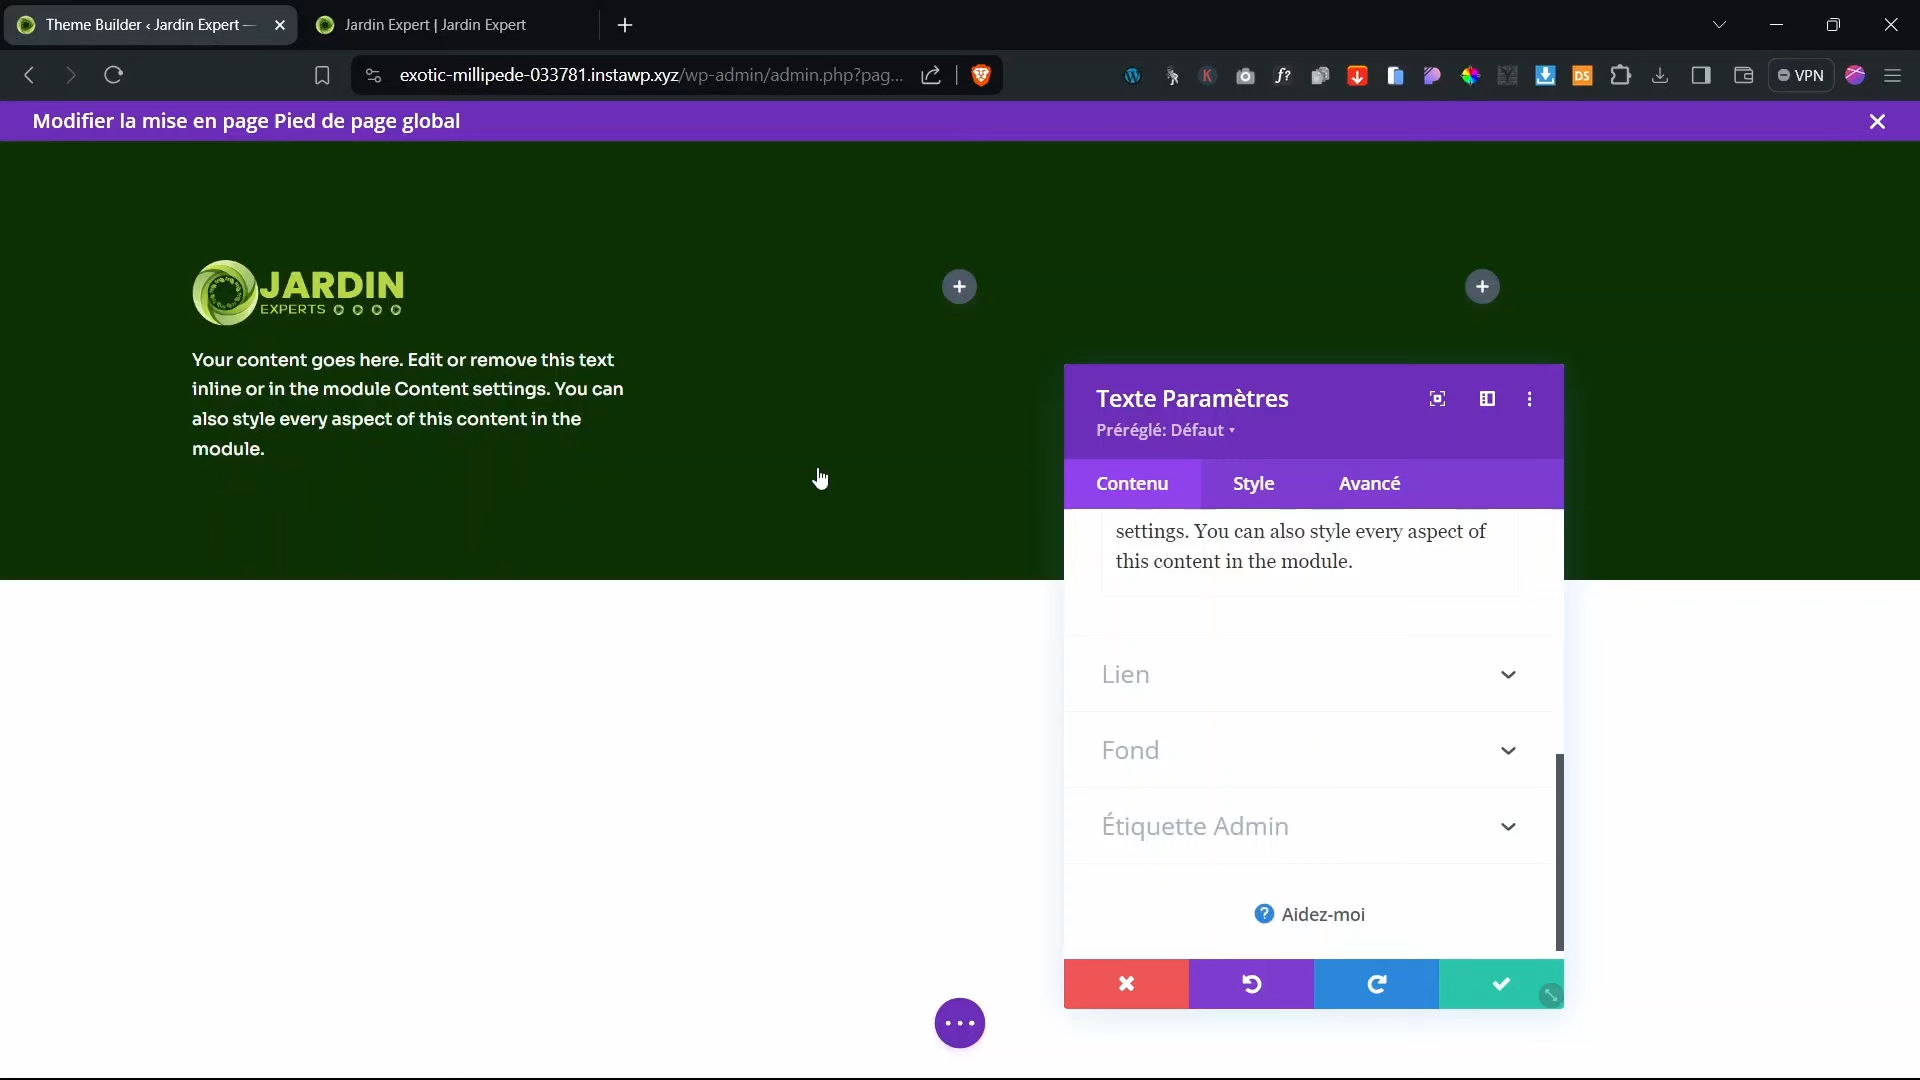 Theme Builder ‹ Jardin Expert —
Jardin Expert | Jardin Expert
exotic-millipede-033781.instawp.xyz/wp-admin/admin.php?pag...
VPN
Modifier la mise en page Pied de page global
JARDIN
EXPERTS
Your content goes here. Edit or remove this text
inline or in the module Content settings. You can
also style every aspect of this content in the
module.
Texte Paramètres
Préréglé: Défaut
Contenu
Style
Avancé
settings. You can also style every aspect of
this content in the module.
Lien
Fond
Étiquette Admin
Aidez-moi